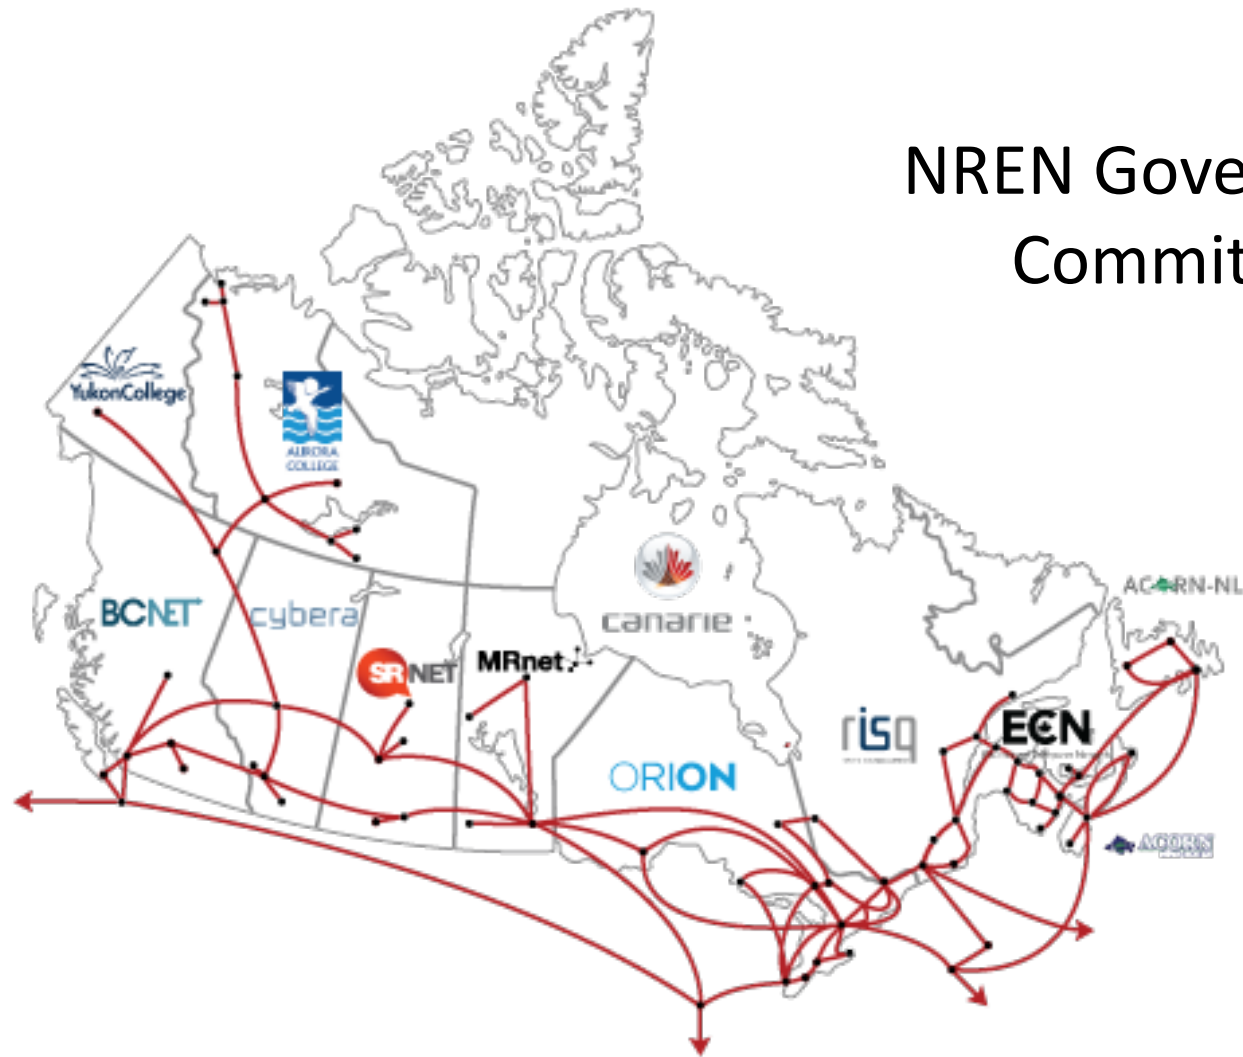 NREN Gove
Commit
YukonCollege
AURORA
COLLEGE
BCNET
cybera
SRNET
MRnet
canarie
ACORN-NL
risq
ECN
ORION
ACORN